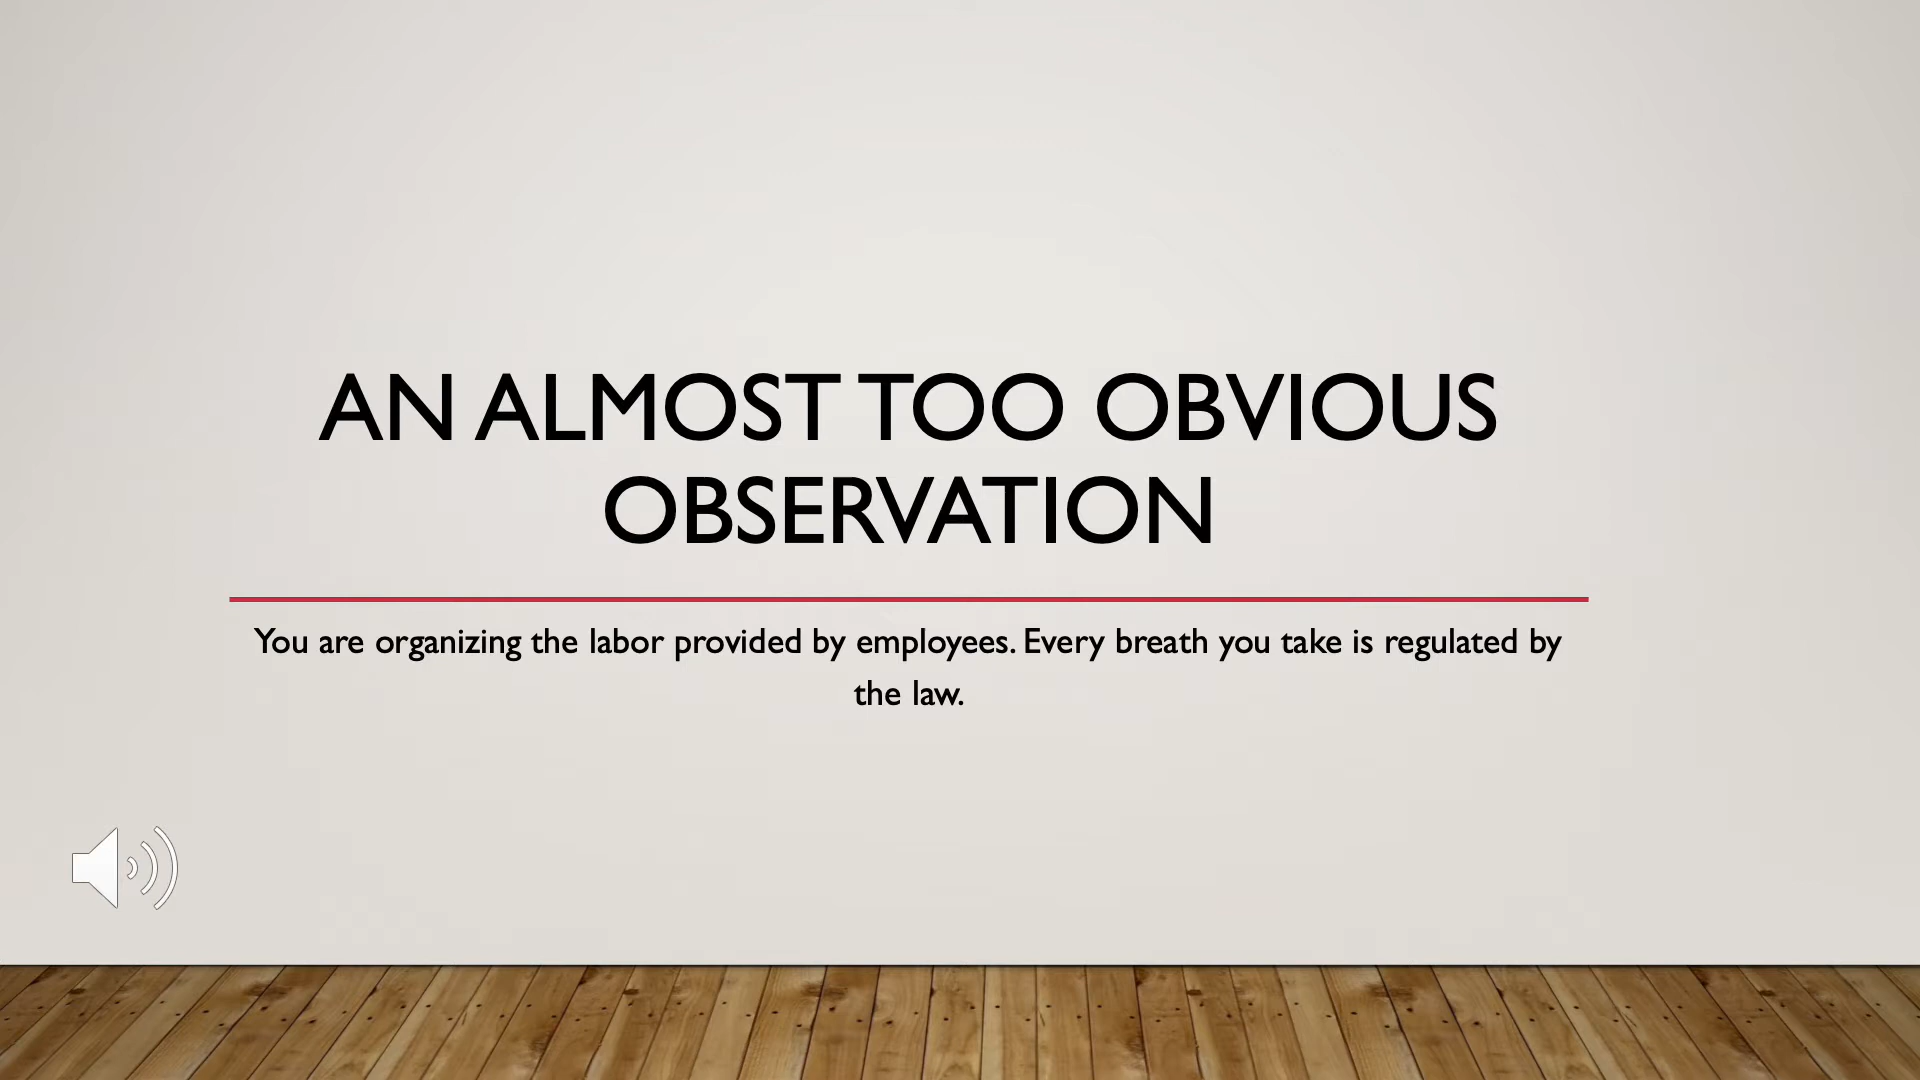 AN ALMOST TOO OBVIOUS
OBSERVATION
You are organizing the labor provided by employees. Every breath you take is regulated by
the law.